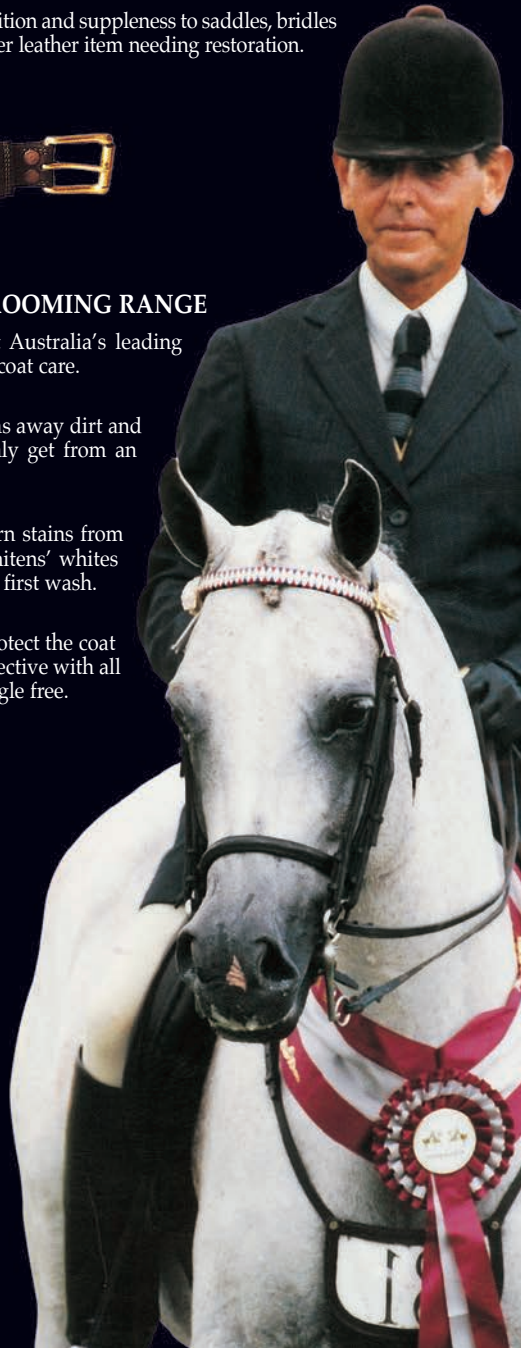 ition and suppleness to saddles, bridles
er leather item needing restoration.
ROOMING RANGE
Australia's leading
coat care.
s away dirt and
ly get from an
rn stains from
itens' whites
first wash.
otect the coat
ective with all
gle free.